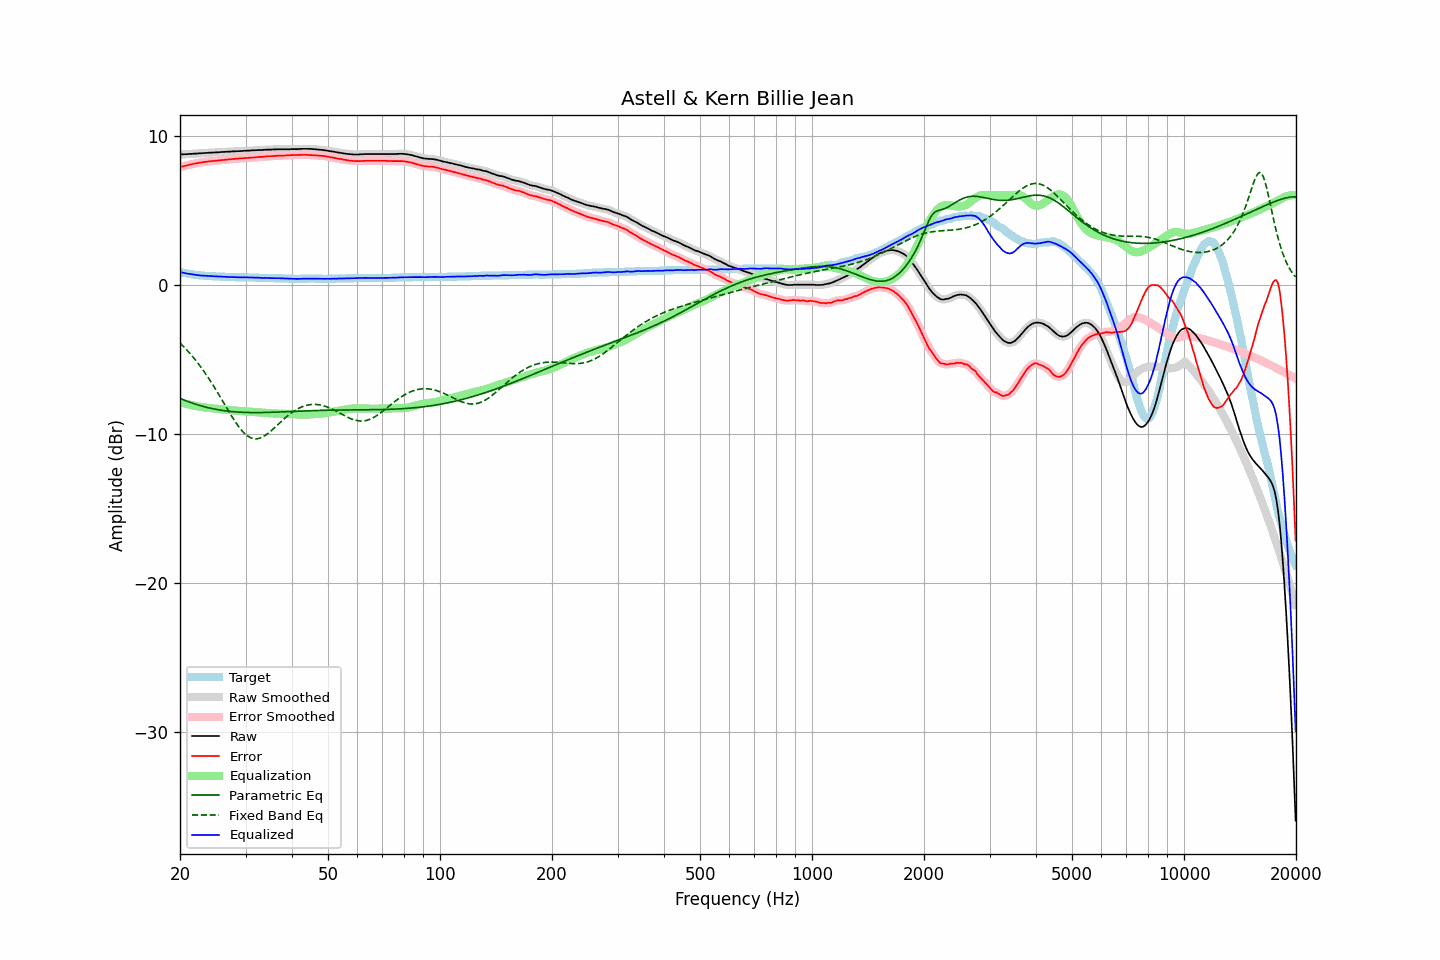 Astell & Kern Billie Jean
10
0
−10
−20
−30
Amplitude (dBr)
Target
Raw Smoothed
Error Smoothed
Raw
Error
Equalization
Parametric Eq
Fixed Band Eq
Equalized
20 50 100 200 500 1000 2000 5000 10000 20000
Frequency (Hz)